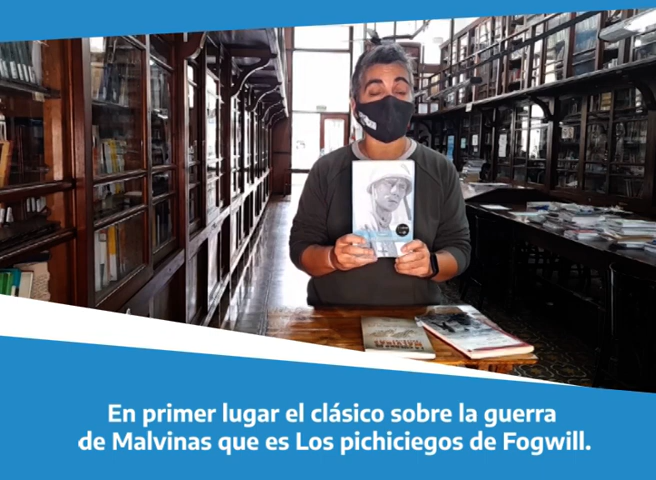 En primer lugar el clásico sobre la guerra
de Malvinas que es Los pichiciegos de Fogwill.